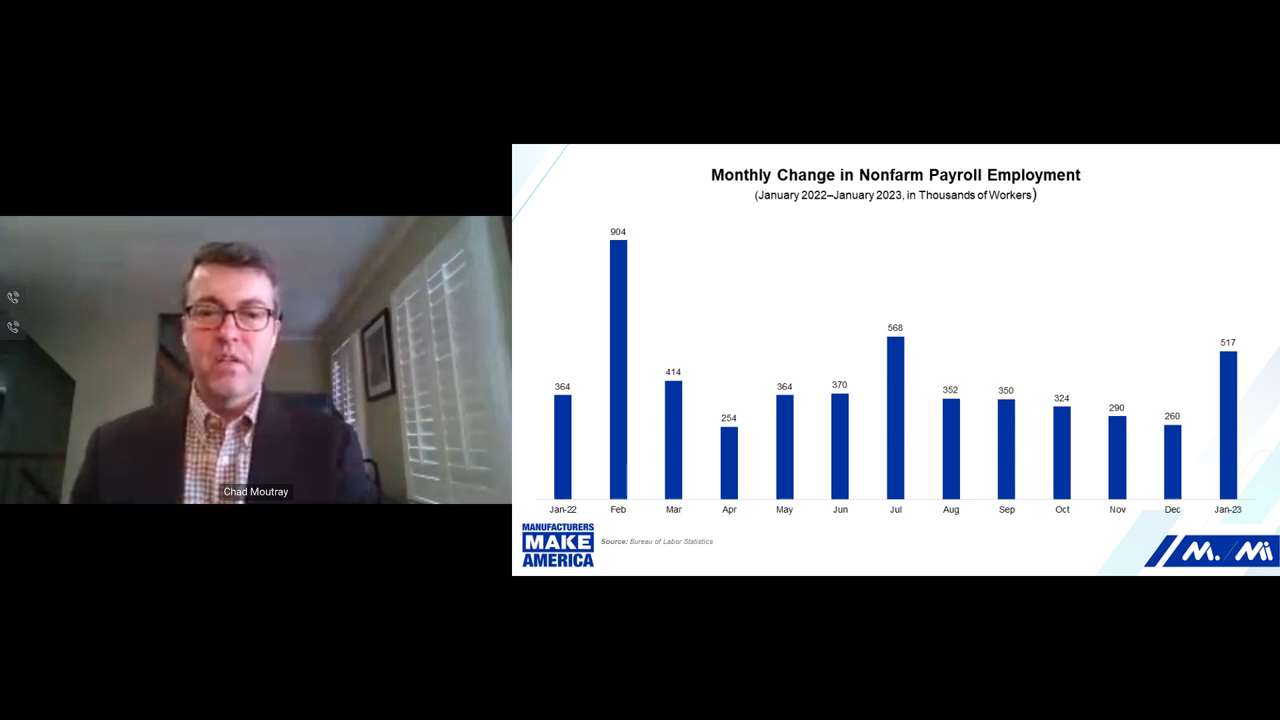 Monthly Change in Nonfarm Payroll Employment
(January 2022–January 2023, in Thousands of Workers)
904
568
517
414
364
364
370
352
350
324
290
260
254
Jan-22 Feb Mar Apr May Jun Jul Aug Sep Oct Nov Dec Jan-23
Chad Moutray
MANUFACTURERS
MAKE
AMERICA
Source: Bureau of Labor Statistics
M. Mi